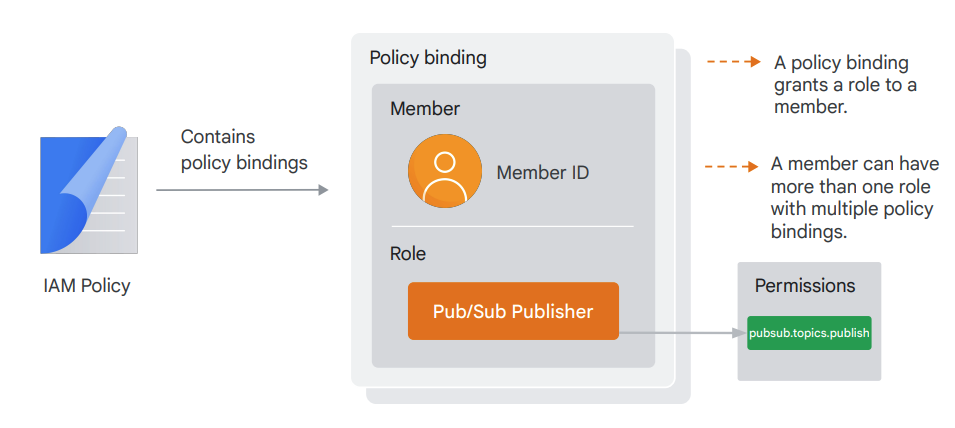 Policy binding
A policy binding
grants a role to a
member.
Member
Contains
policy bindings
Member ID
A member can have
more than one role
with multiple policy
bindings.
Role
IAM Policy
Permissions
Pub/Sub Publisher
pubsub.topics.publish